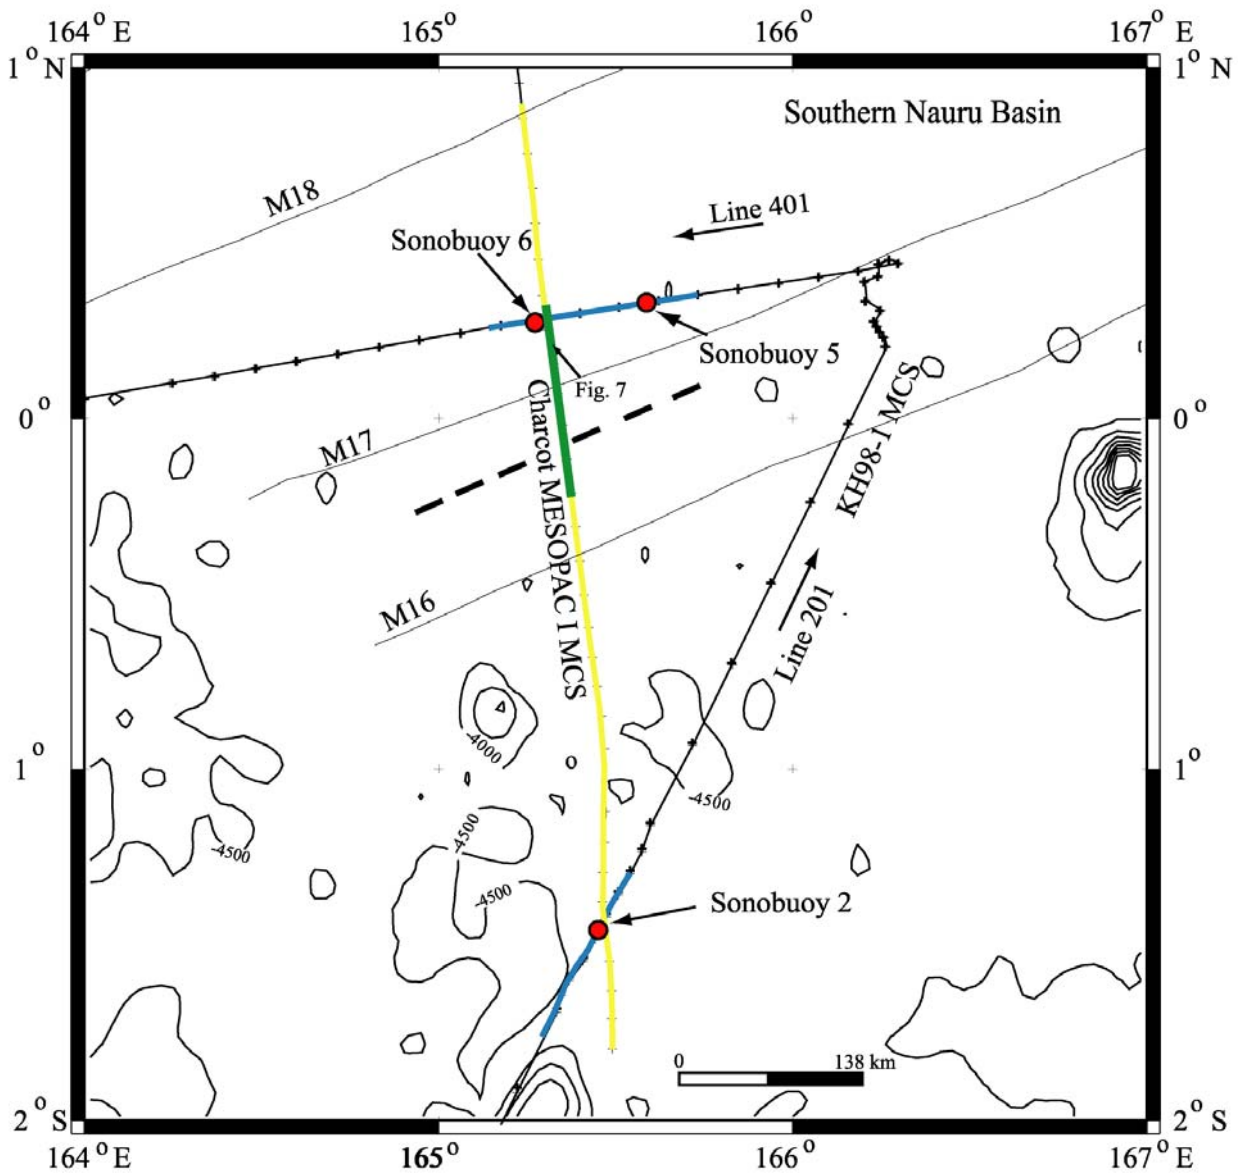 164° E 165° 166° 167° E
1° N 1° N
Southern Nauru Basin
M18
Line 401
Sonobuoy 6
Sonobuoy 5
Fig. 7
0° 0°
M17
Charcot MESOPAC I MCS
KH98-1 MCS
M16
Line 201
-4000
1° 1°
-4500
-4500
-4500
-4500
Sonobuoy 2
0 138 km
2° S 2° S
164° E 165° 166° 167° E